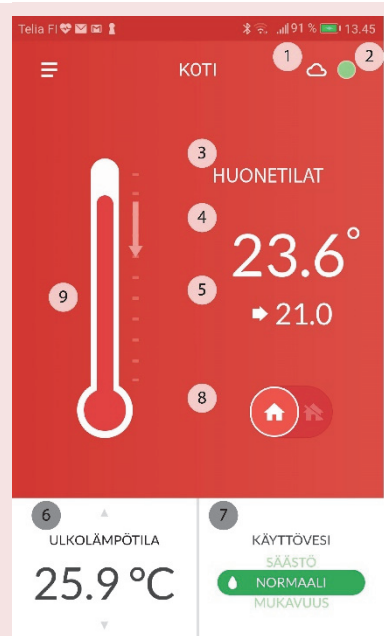 Telia FI 91 % 13.45
1 2
KOTI
3
HUONETILAT
4
23.6°
5
21.0
9
8
6
7
ULKOLÄMPÖTILA
25.9 °C
KÄYTTÖVESI
SÄÄSTÖ
NORMAALI
MUKAVUUS